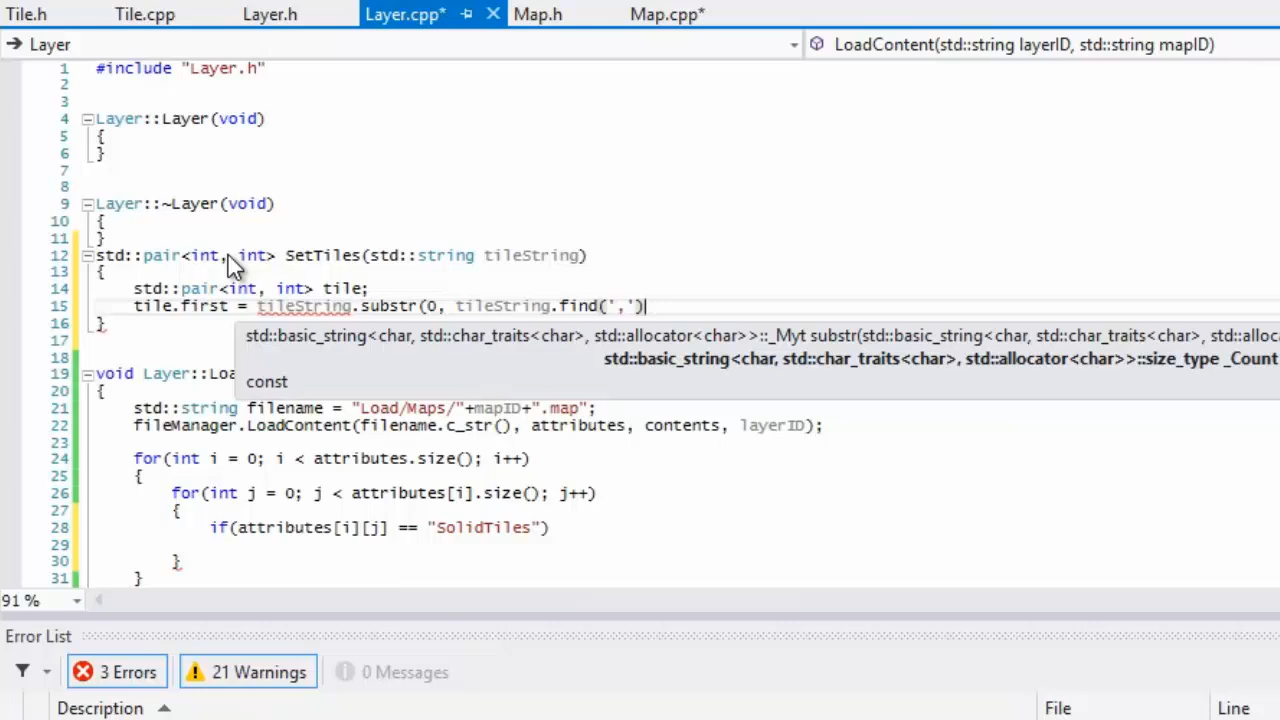 Tile.h Tile.cpp Layer.h Layer.cpp* Map.h Map.cpp*
Layer LoadContent(std::string layerID, std::string mapID)
1 #include "Layer.h"
2
3
4 Layer::Layer(void)
5 {
6 }
7
8
9 Layer::~Layer(void)
10 {
11 }
12 std::pair<int, int> SetTiles(std::string tileString)
13 {
14 std::pair<int, int> tile;
15 tile.first = tileString.substr(0, tileString.find(',')
16 }
std::basic_string<char, std::char_traits<char>, std::allocator<char>>::_Myt substr(std::basic_string<char, std::char_traits<char>, std::alloca
17
std::basic_string<char, std::char_traits<char>, std::allocator<char>>::size_type _Count
18
19 void Layer::Loa
const
20 {
21 std::string filename = "Load/Maps/"+mapID+".map";
22 fileManager.LoadContent(filename.c_str(), attributes, contents, layerID);
23
24 for(int i = 0; i < attributes.size(); i++)
25 {
26 for(int j = 0; j < attributes[i].size(); j++)
27 {
28 if(attributes[i][j] == "SolidTiles")
29
30 }
31 }
91 %
Error List
3 Errors 21 Warnings 0 Messages
Description File Line